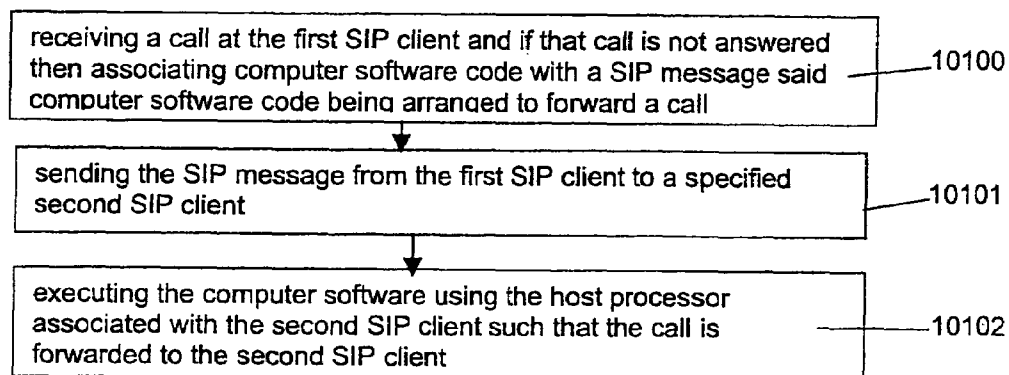 receiving a call at the first SIP client and if that call is not answered
then associating computer software code with a SIP message said
computer software code being arranged to forward a call
10100
sending the SIP message from the first SIP client to a specified
second SIP client
10101
executing the computer software using the host processor
associated with the second SIP client such that the call is
forwarded to the second SIP client
10102